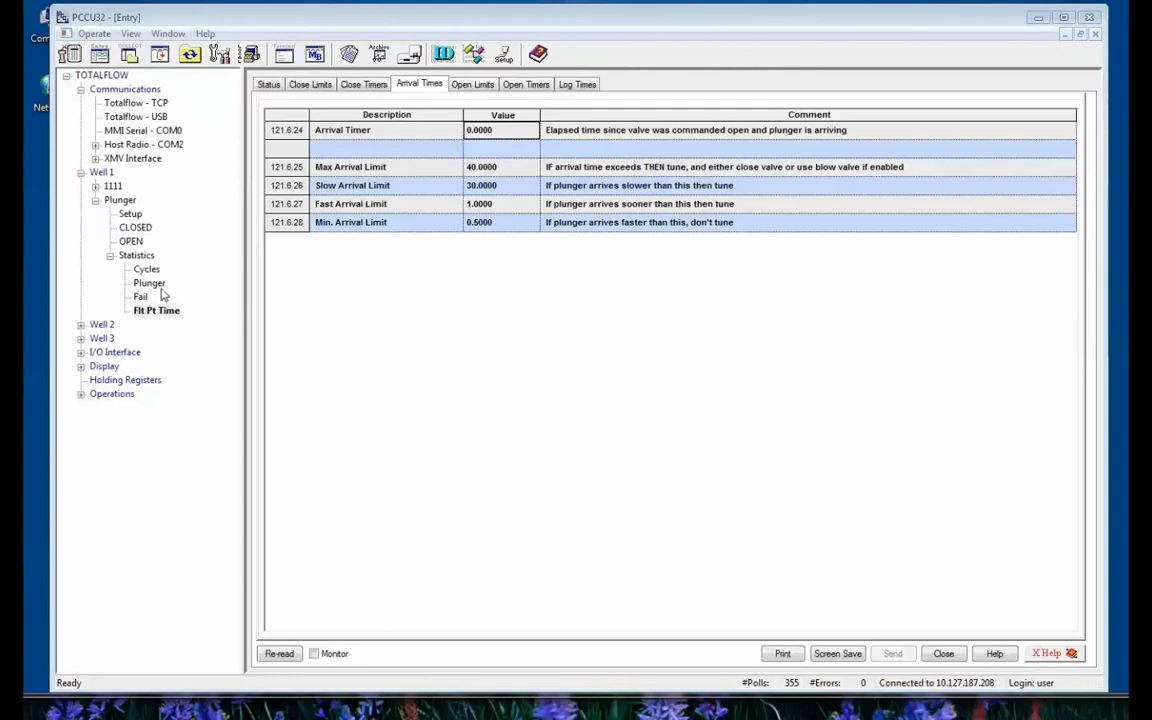 PCCU32 - [Entry]
Operate View Window Help
TOTALFLOW
Communications
Totalflow - TCP
Totalflow - USB
MMI Serial - COM0
Host Radio - COM2
XMV Interface
Well 1
1111
Plunger
Setup
CLOSED
OPEN
Statistics
Cycles
Plunger
Fail
Flt Pt Time
Well 2
Well 3
I/O Interface
Display
Holding Registers
Operations
Status Close Limits Close Timers Arrival Times Open Limits Open Timers Log Times
Description Value Comment
121.6.24 Arrival Timer 0.0000 Elapsed time since valve was commanded open and plunger is arriving
121.6.25 Max Arrival Limit 40.0000 IF arrival time exceeds THEN tune, and either close valve or use blow valve if enabled
121.6.26 Slow Arrival Limit 30.0000 If plunger arrives slower than this then tune
121.6.27 Fast Arrival Limit 1.0000 If plunger arrives sooner than this then tune
121.6.28 Min. Arrival Limit 0.5000 If plunger arrives faster than this, don't tune
Re-read Monitor Print Screen Save Send Close Help X Help
Ready #Polls: 355 #Errors: 0 Connected to 10.127.187.208 Login: user